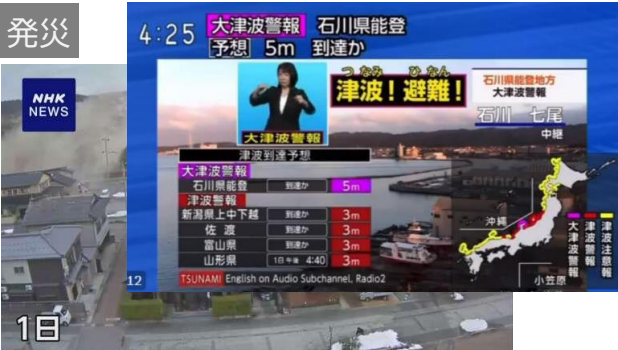 発災
NHK
NEWS
4:25
大津波警報 石川県能登
予想 5m 到達か
つなみ ひなん
津波！避難！
石川県能登地方
大津波警報
石川 七尾
中継
大津波警報
津波到達予想
大津波警報
石川県能登 到達か 5m
津波警報
新潟県上中下越 到達か 3m
佐渡 到達か 3m
富山県 到達か 3m
山形県 1日 午後 4:40 3m
沖縄
小笠原
大津波警報
津波警報
津波注意報
12
TSUNAMI English on Audio Subchannel, Radio2
1日